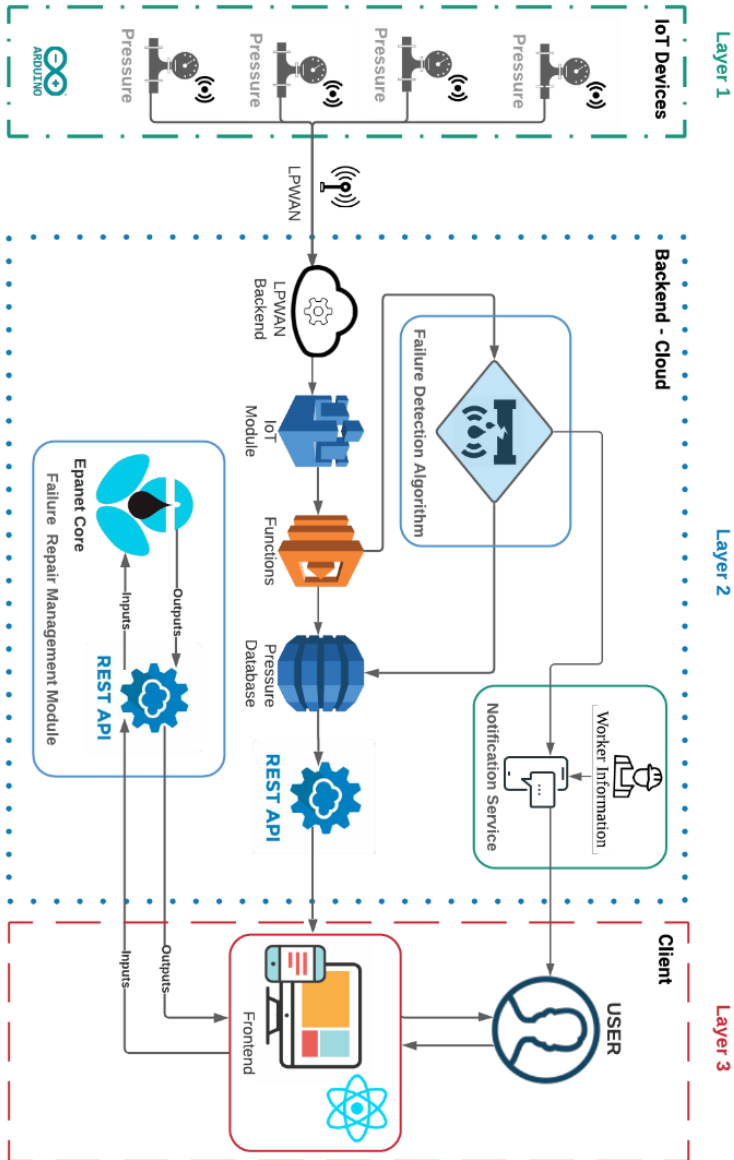 Layer 1
Layer 2
Layer 3
IoT Devices
Pressure
Pressure
Pressure
Pressure
ARDUINO
LPWAN
Backend - Cloud
LPWAN
Backend
IoT
Module
Functions
Pressure
Database
REST API
Failure Detection Algorithm
Worker Information
Notification Service
Epanet Core
Outputs
Inputs
REST API
Failure Repair Management Module
Client
USER
Frontend
Outputs
Inputs